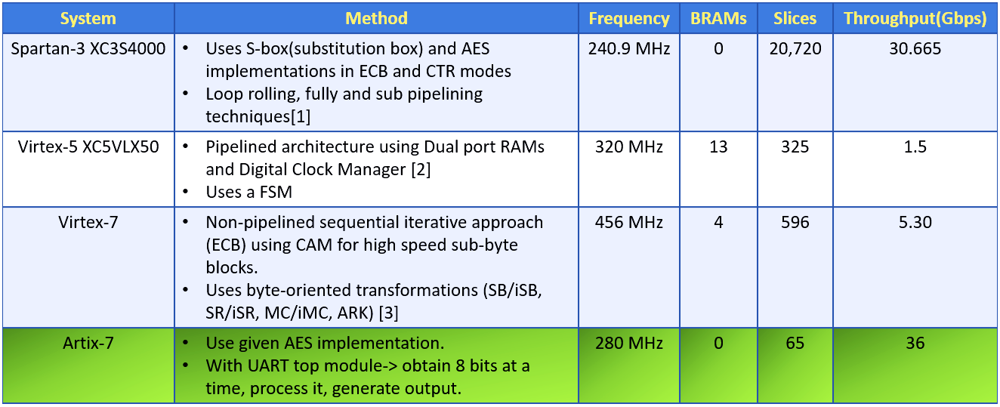 System Method Frequency BRAMs Slices Throughput(Gbps)
Spartan-3 XC3S4000 • Uses S-box(substitution box) and AES 240.9 MHz 0 20,720 30.665
implementations in ECB and CTR modes
• Loop rolling, fully and sub pipelining
techniques[1]
Virtex-5 XC5VLX50 • Pipelined architecture using Dual port RAMs 320 MHz 13 325 1.5
and Digital Clock Manager [2]
• Uses a FSM
Virtex-7 • Non-pipelined sequential iterative approach 456 MHz 4 596 5.30
(ECB) using CAM for high speed sub-byte
blocks.
• Uses byte-oriented transformations (SB/iSB,
SR/iSR, MC/iMC, ARK) [3]
Artix-7 • Use given AES implementation. 280 MHz 0 65 36
• With UART top module-> obtain 8 bits at a
time, process it, generate output.